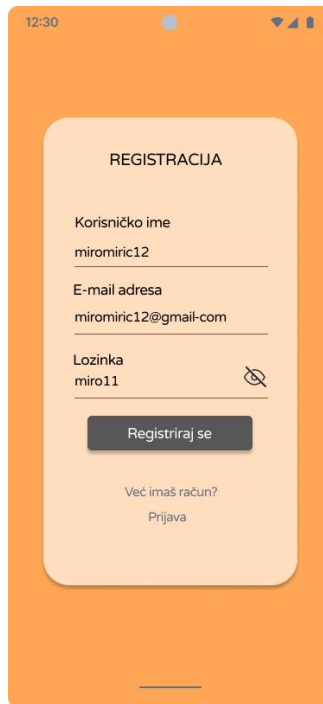 12:30
REGISTRACIJA
Korisničko ime
miromiric12
E-mail adresa
miromiric12@gmail-com
Lozinka
miro11
Registriraj se
Već imaš račun?
Prijava